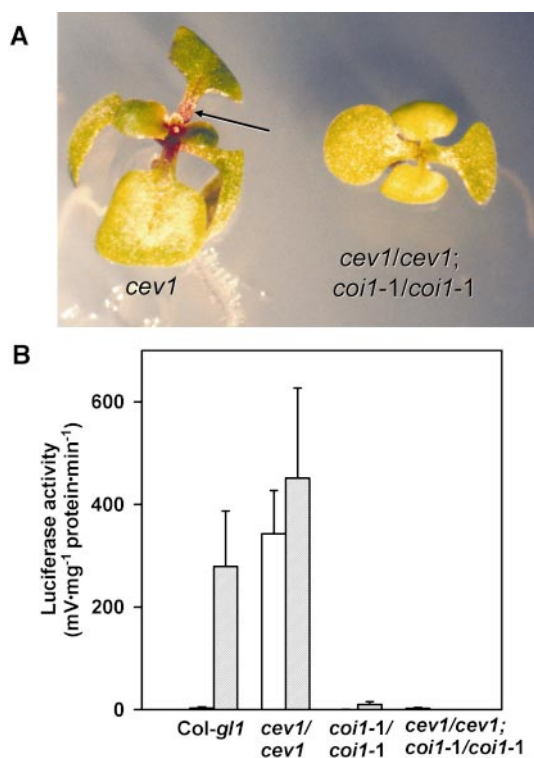 A
cev1
cev1/cev1;
coi1-1/coi1-1
B
Luciferase activity
(mV·mg⁻¹ protein·min⁻¹)
600
400
200
0
Col-gl1
cev1/
cev1
coi1-1/
coi1-1
cev1/cev1;
coi1-1/coi1-1